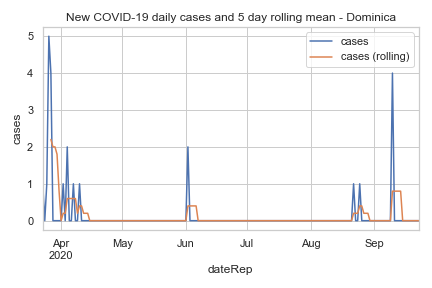 New COVID-19 daily cases and 5 day rolling mean - Dominica
cases
cases (rolling)
cases
5
4
3
2
1
0
Apr
2020
May
Jun
Jul
Aug
Sep
dateRep